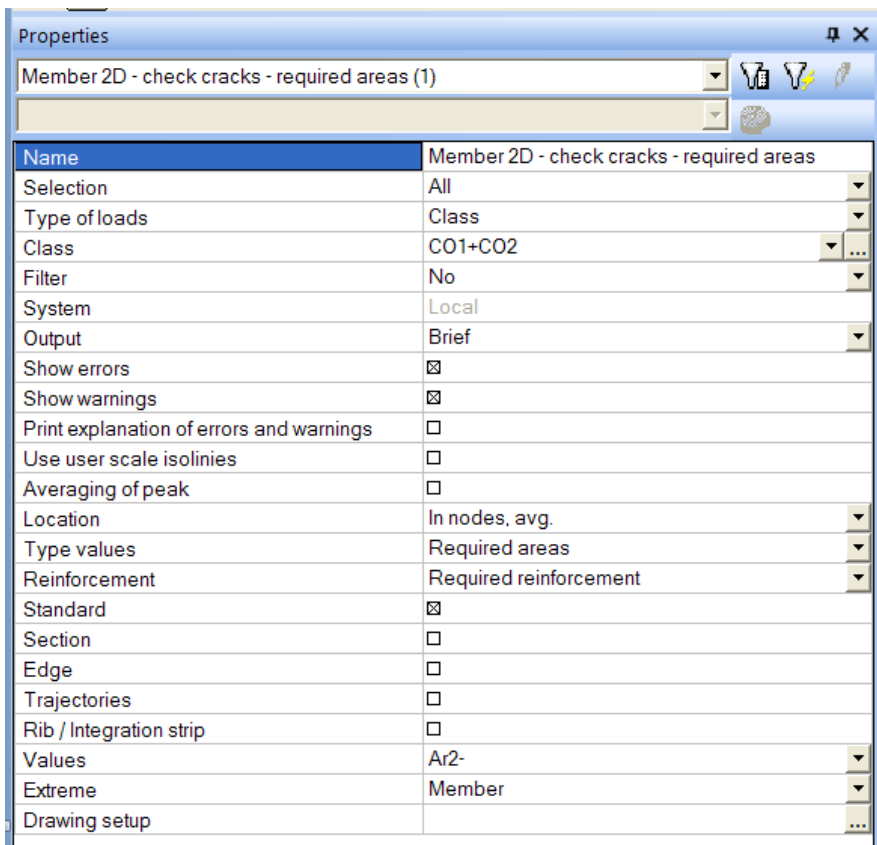 Properties
Member 2D - check cracks - required areas (1)
Name Member 2D - check cracks - required areas
Selection All
Type of loads Class
Class CO1+CO2 ...
Filter No
System Local
Output Brief
Show errors
Show warnings
Print explanation of errors and warnings
Use user scale isolinies
Averaging of peak
Location In nodes, avg.
Type values Required areas
Reinforcement Required reinforcement
Standard
Section
Edge
Trajectories
Rib / Integration strip
Values Ar2-
Extreme Member
Drawing setup ...